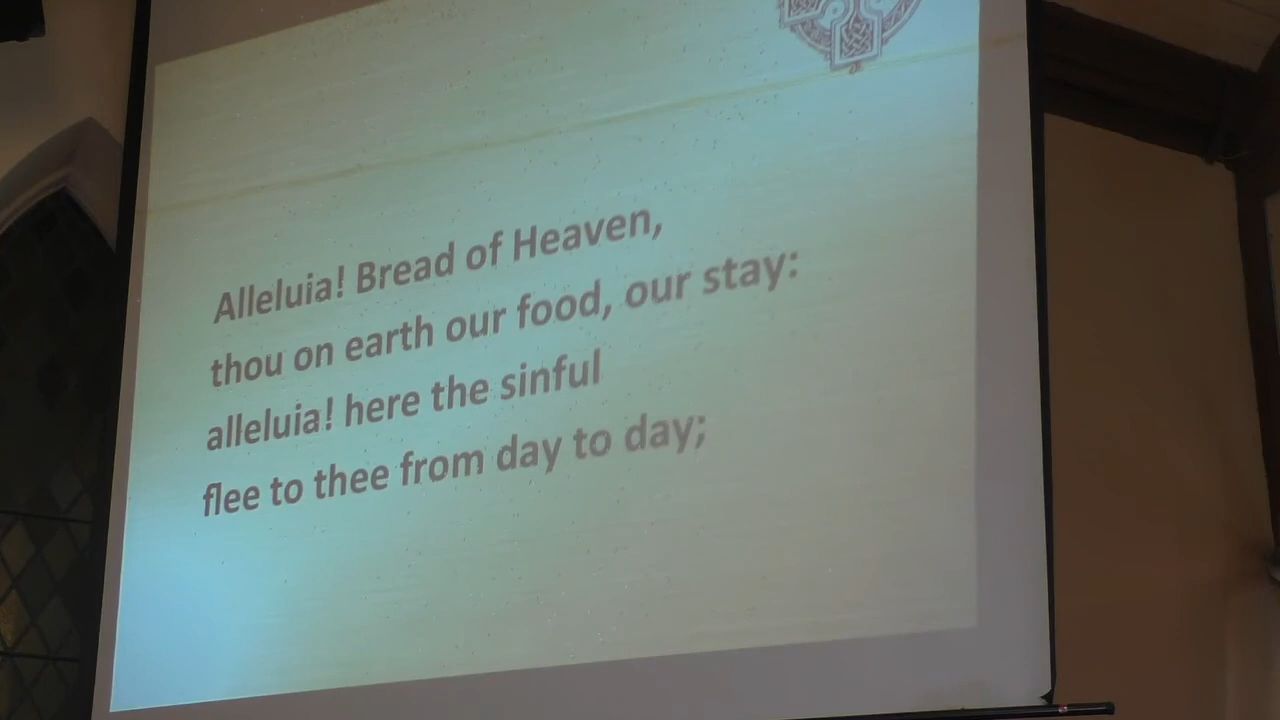 Alleluia! Bread of Heaven,
thou on earth our food, our stay:
alleluia! here the sinful
flee to thee from day to day;